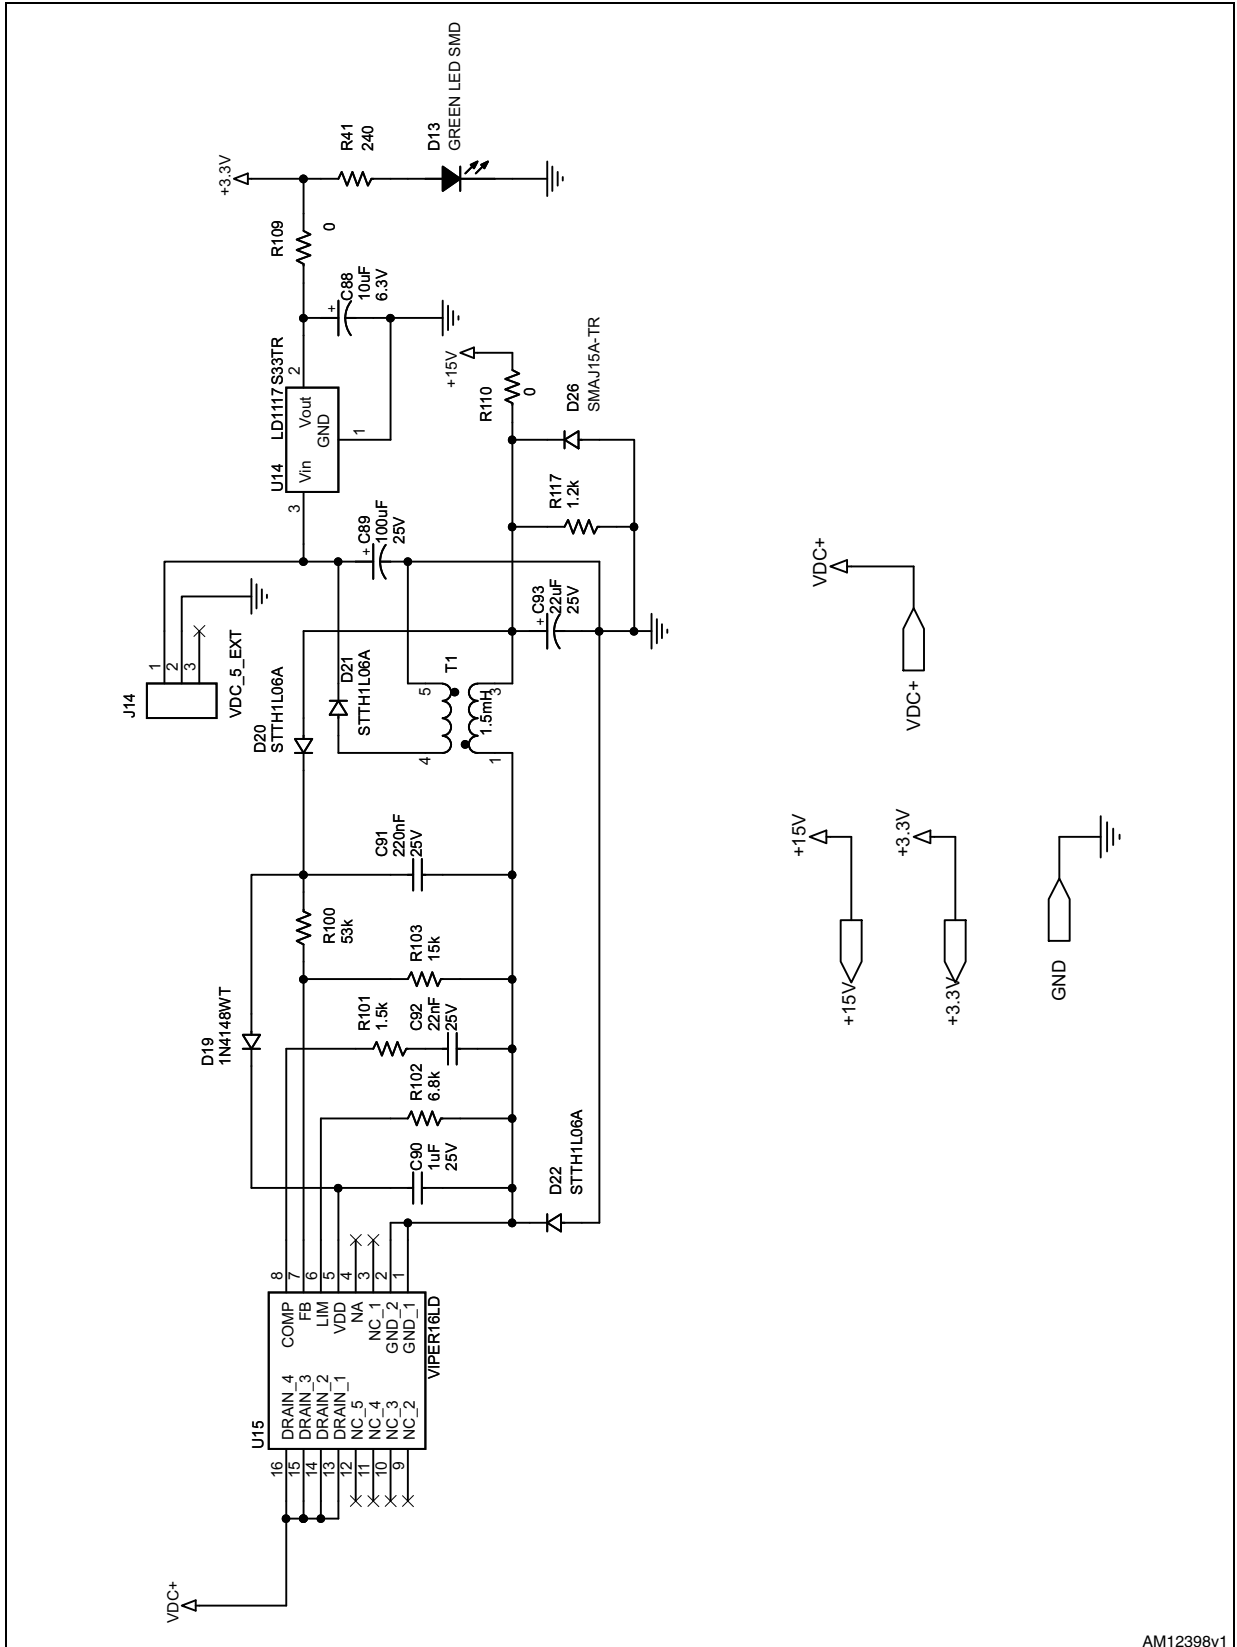 +3.3V
R41
240
D13
GREEN LED SMD
R109
0
C88
10uF
6.3V
+
U14
LD1117S33TR
Vin
Vout
GND
3
2
1
+15V
R110
0
D26
SMAJ15A-TR
R117
1.2k
C89
100uF
25V
+
C93
22uF
25V
+
J14
1
2
3
VDC_5_EXT
D20
STTH1L06A
D21
STTH1L06A
T1
1.5mH
5
3
4
1
C91
220nF
25V
R100
53k
R103
15k
R101
1.5k
C92
22nF
25V
R102
6.8k
C90
1uF
25V
D19
1N4148WT
D22
STTH1L06A
U15
VIPER16LD
COMP
FB
LIM
VDD
NA
NC_1
GND_2
GND_1
8
7
6
5
4
3
2
1
DRAIN_4
DRAIN_3
DRAIN_2
DRAIN_1
NC_5
NC_4
NC_3
NC_2
16
15
14
13
12
11
10
9
VDC+
VDC+
VDC+
+15V
+15V
+3.3V
+3.3V
GND
AM12398v1